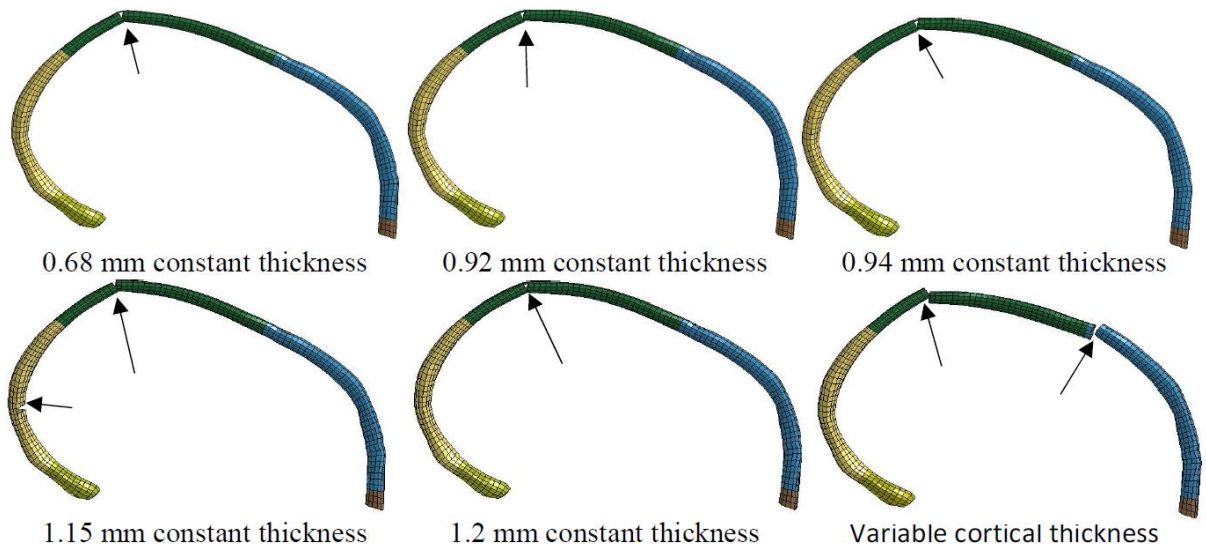 0.68 mm constant thickness
0.92 mm constant thickness
0.94 mm constant thickness
1.15 mm constant thickness
1.2 mm constant thickness
Variable cortical thickness